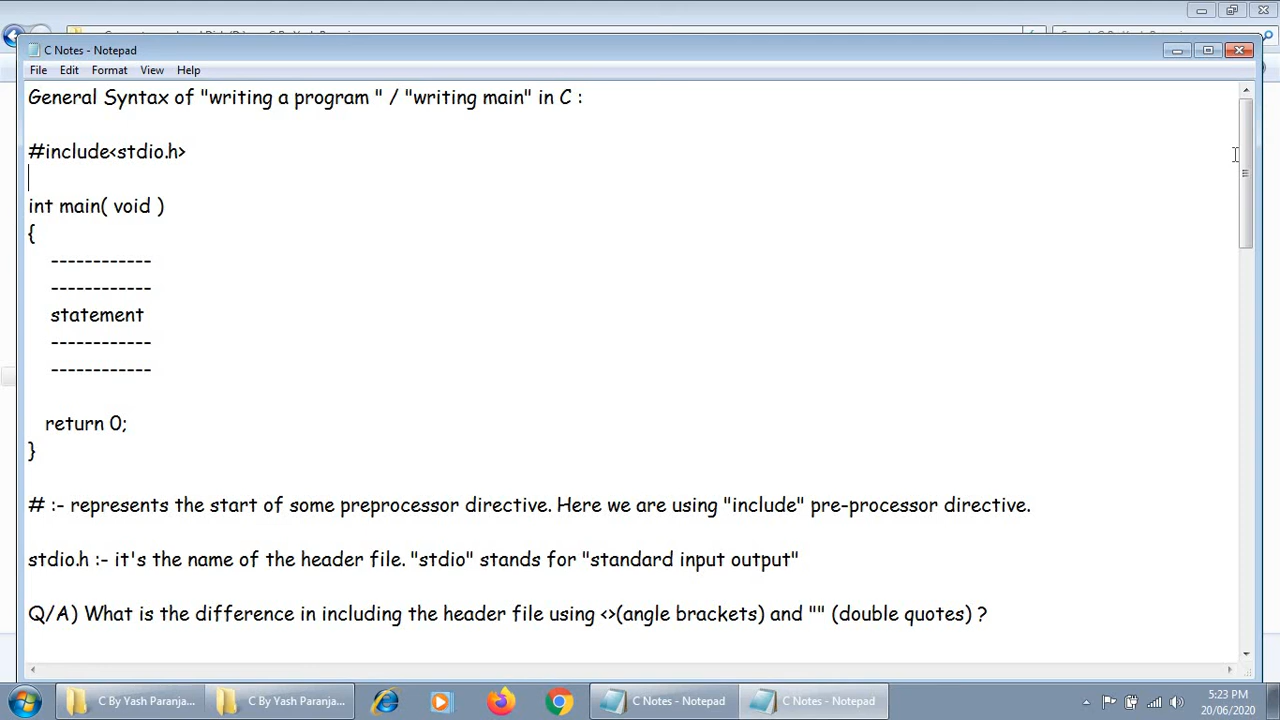 C Notes - Notepad
File Edit Format View Help
General Syntax of "writing a program " / "writing main" in C :
#include<stdio.h>
int main( void )
{
------------
------------
statement
------------
------------
return 0;
}
# :- represents the start of some preprocessor directive. Here we are using "include" pre-processor directive.
stdio.h :- it's the name of the header file. "stdio" stands for "standard input output"
Q/A) What is the difference in including the header file using <>(angle brackets) and "" (double quotes) ?
C By Yash Paranja... C By Yash Paranja... C Notes - Notepad C Notes - Notepad
5:23 PM
20/06/2020